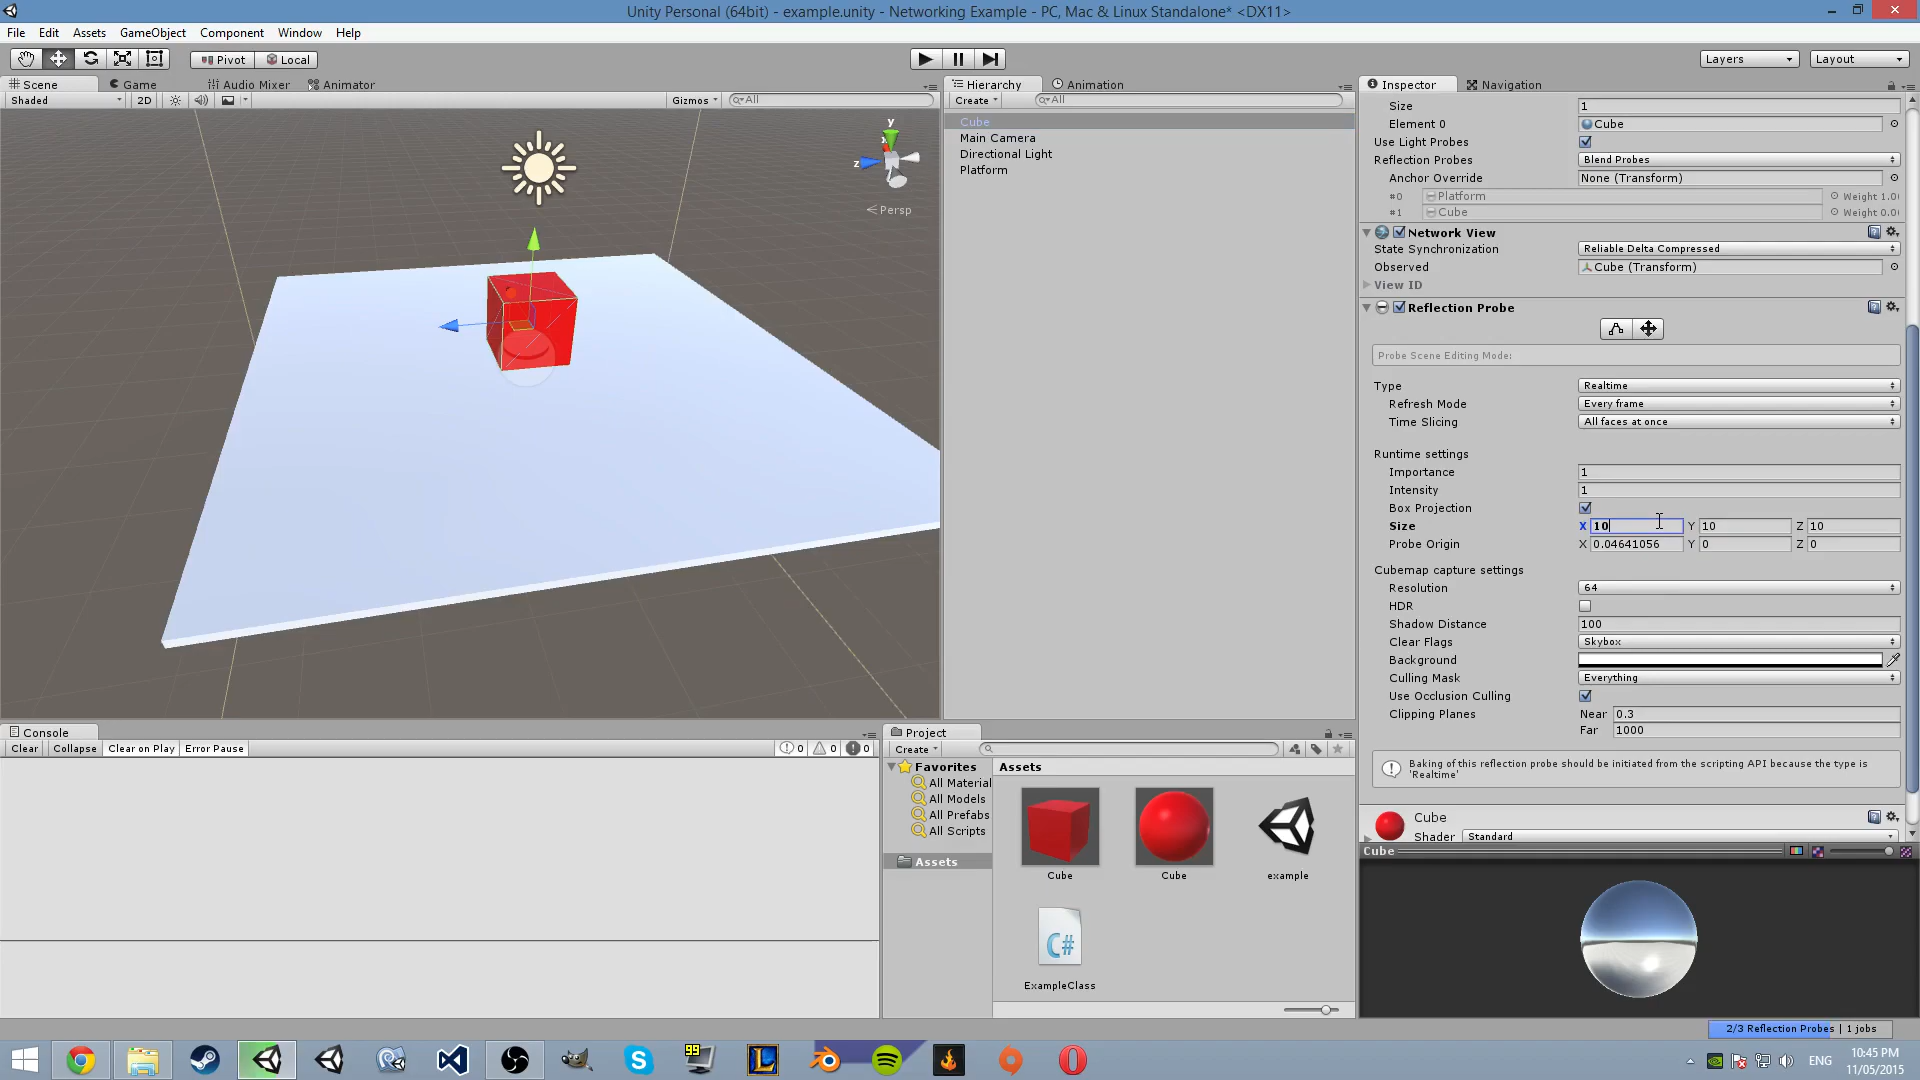 Unity Personal (64bit) - example.unity - Networking Example - PC, Mac & Linux Standalone* <DX11>
File Edit Assets GameObject Component Window Help
Pivot Local Layers Layout
Scene Game Audio Mixer Animator
Shaded 2D Gizmos All
y
x
z
Persp
Hierarchy Animation
Create All
Cube
Main Camera
Directional Light
Platform
Inspector Navigation
Size 1
Element 0 Cube
Use Light Probes
Reflection Probes Blend Probes
Anchor Override None (Transform)
#0 Platform Weight 1.0
#1 Cube Weight 0.0
Network View
State Synchronization Reliable Delta Compressed
Observed Cube (Transform)
View ID
Reflection Probe
Probe Scene Editing Mode:
Type Realtime
Refresh Mode Every frame
Time Slicing All faces at once
Runtime settings
Importance 1
Intensity 1
Box Projection
Size X 10 Y 10 Z 10
Probe Origin X 0.04641056 Y 0 Z 0
Cubemap capture settings
Resolution 64
HDR
Shadow Distance 100
Clear Flags Skybox
Background
Culling Mask Everything
Use Occlusion Culling
Clipping Planes Near 0.3
Far 1000
Baking of this reflection probe should be initiated from the scripting API because the type is
'Realtime'
Cube
Shader Standard
Cube
2/3 Reflection Probes | 1 jobs
Console
Clear Collapse Clear on Play Error Pause 0 0 0
Project
Create
Favorites
All Material
All Models
All Prefabs
All Scripts
Assets
Assets
Cube
Cube
example
C#
ExampleClass
99
L
ENG
10:45 PM
11/05/2015